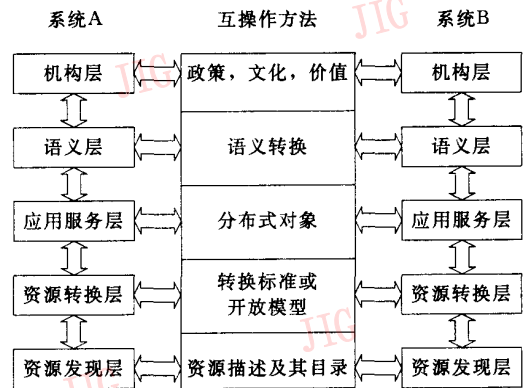 系统A 互操作方法 系统B
机构层 政策，文化，价值 机构层
语义层 语义转换 语义层
应用服务层 分布式对象 应用服务层
转换标准或
资源转换层 开放模型 资源转换层
资源发现层 资源描述及其目录 资源发现层
JIG
JIG
JIG
JIG